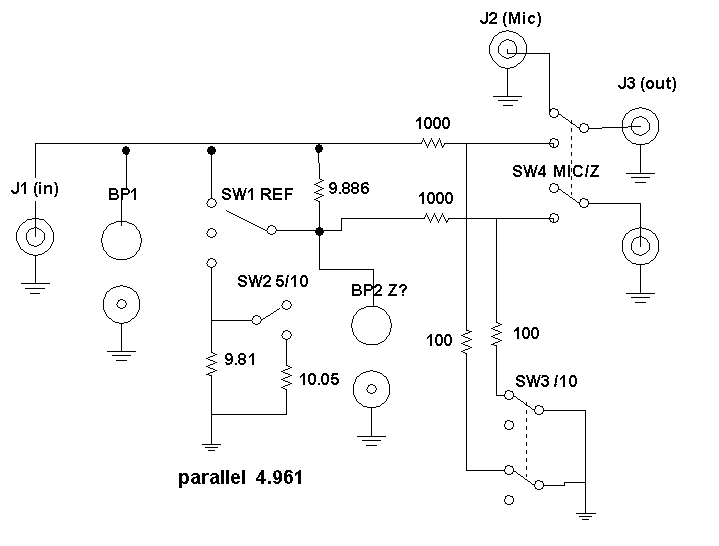 J2 (Mic)
J3 (out)
1000
SW4 MIC/Z
J1 (in)
BP1
SW1 REF
9.886
1000
SW2 5/10
BP2 Z?
100
100
9.81
10.05
SW3 /10
parallel 4.961